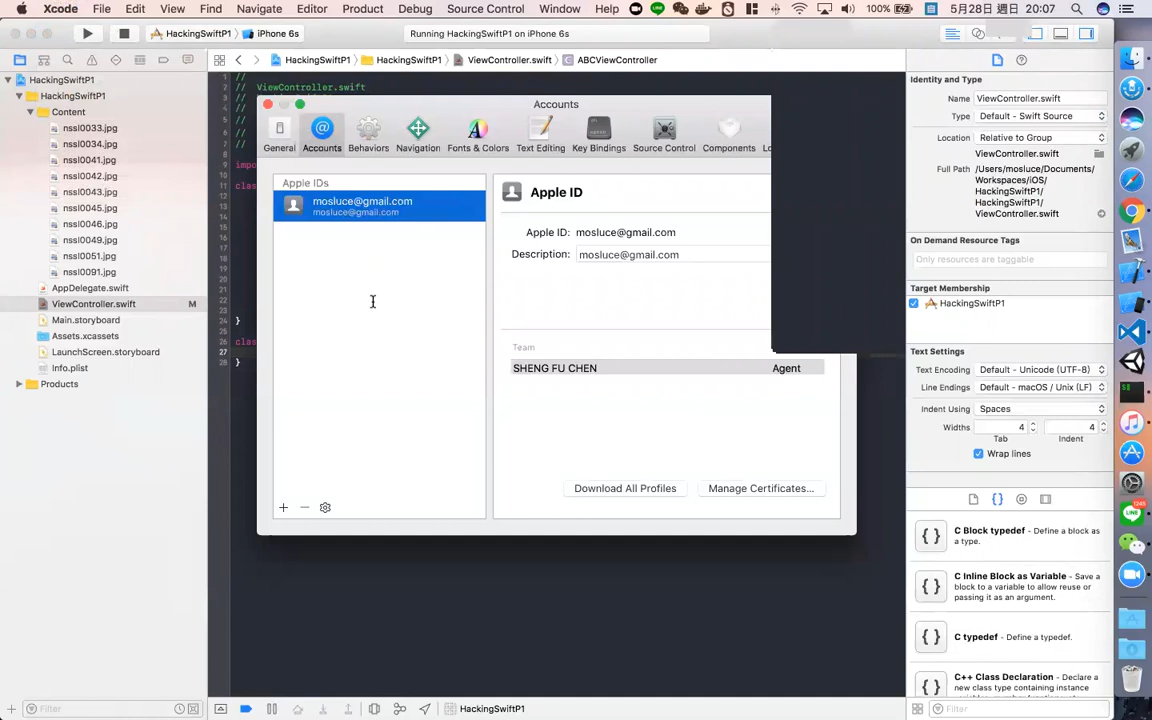 Xcode File Edit View Find Navigate Editor Product Debug Source Control Window Help 100% 5月28日 週日 20:07
HackingSwiftP1 iPhone 6s
Running HackingSwiftP1 on iPhone 6s
HackingSwiftP1 HackingSwiftP1 ViewController.swift ABCViewController
HackingSwiftP1
HackingSwiftP1
Content
nssl0033.jpg
nssl0034.jpg
nssl0041.jpg
nssl0042.jpg
nssl0043.jpg
nssl0045.jpg
nssl0046.jpg
nssl0049.jpg
nssl0051.jpg
nssl0091.jpg
AppDelegate.swift
ViewController.swift M
Main.storyboard
Assets.xcassets
LaunchScreen.storyboard
Info.plist
Products
Filter
//
// ViewController.swift
Accounts
General Accounts Behaviors Navigation Fonts & Colors Text Editing Key Bindings Source Control Components
Apple IDs
mosluce@gmail.com
mosluce@gmail.com
Apple ID
Apple ID: mosluce@gmail.com
Description: mosluce@gmail.com
Team
SHENG FU CHEN Agent
Download All Profiles Manage Certificates...
}
}
HackingSwiftP1
Identity and Type
Name ViewController.swift
Type Default - Swift Source
Location Relative to Group
ViewController.swift
Full Path /Users/mosluce/Documents/
Workspaces/iOS/
HackingSwiftP1/
HackingSwiftP1/
ViewController.swift
On Demand Resource Tags
Only resources are taggable
Target Membership
HackingSwiftP1
Text Settings
Text Encoding Default - Unicode (UTF-8)
Line Endings Default - macOS / Unix (LF)
Indent Using Spaces
Widths 4 4
Tab Indent
Wrap lines
{ } C Block typedef - Define a block as
a type.
{ } C Inline Block as Variable - Save a
block to a variable to allow reuse or
passing it as an argument.
{ } C typedef - Define a typedef.
{ } C++ Class Declaration - Declare a
new class type containing instance
Filter